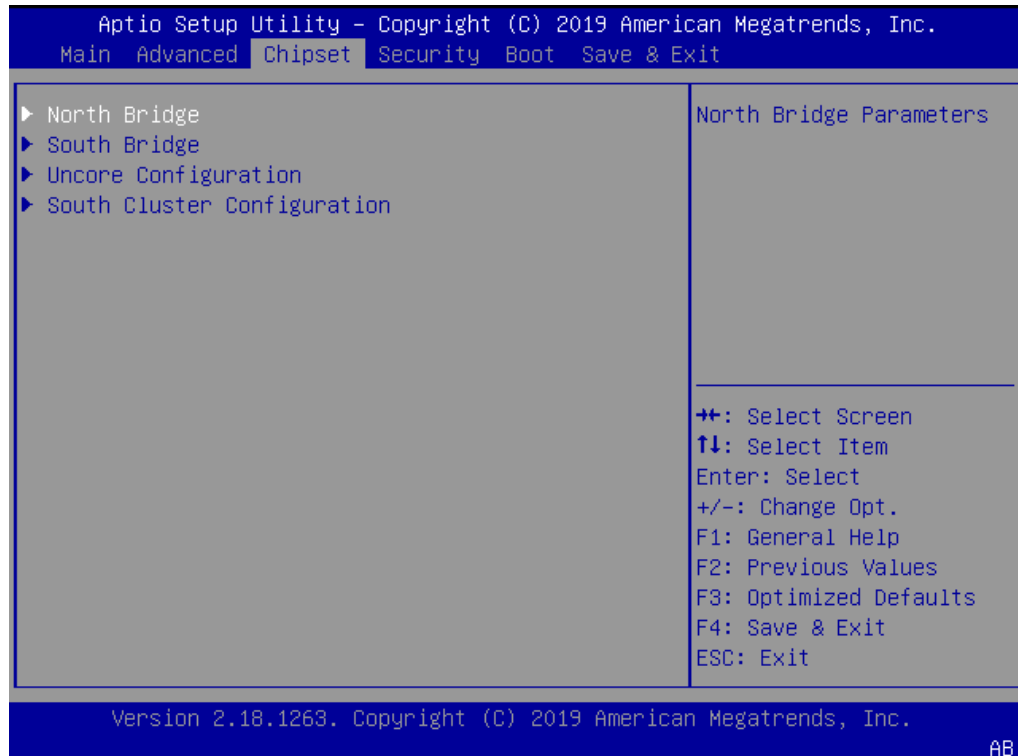 Aptio Setup Utility – Copyright (C) 2019 American Megatrends, Inc.
Main Advanced Chipset Security Boot Save & Exit
► North Bridge
► South Bridge
► Uncore Configuration
► South Cluster Configuration
North Bridge Parameters
→←: Select Screen
↑↓: Select Item
Enter: Select
+/-: Change Opt.
F1: General Help
F2: Previous Values
F3: Optimized Defaults
F4: Save & Exit
ESC: Exit
Version 2.18.1263. Copyright (C) 2019 American Megatrends, Inc.
AB